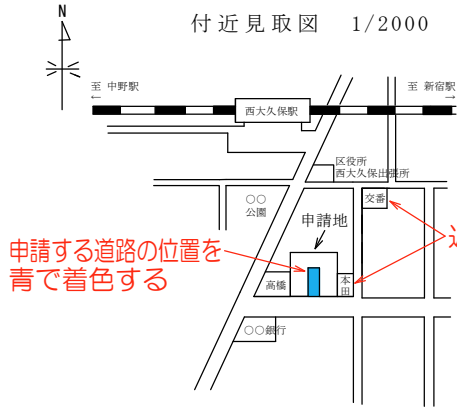 付近見取図 1/2000
N
至 中野駅
←
至 新宿駅
→
西大久保駅
区役所
西大久保出張所
○○
公園
交番
申請地
申請する道路の位置を
青で着色する
高橋
本田
○○銀行